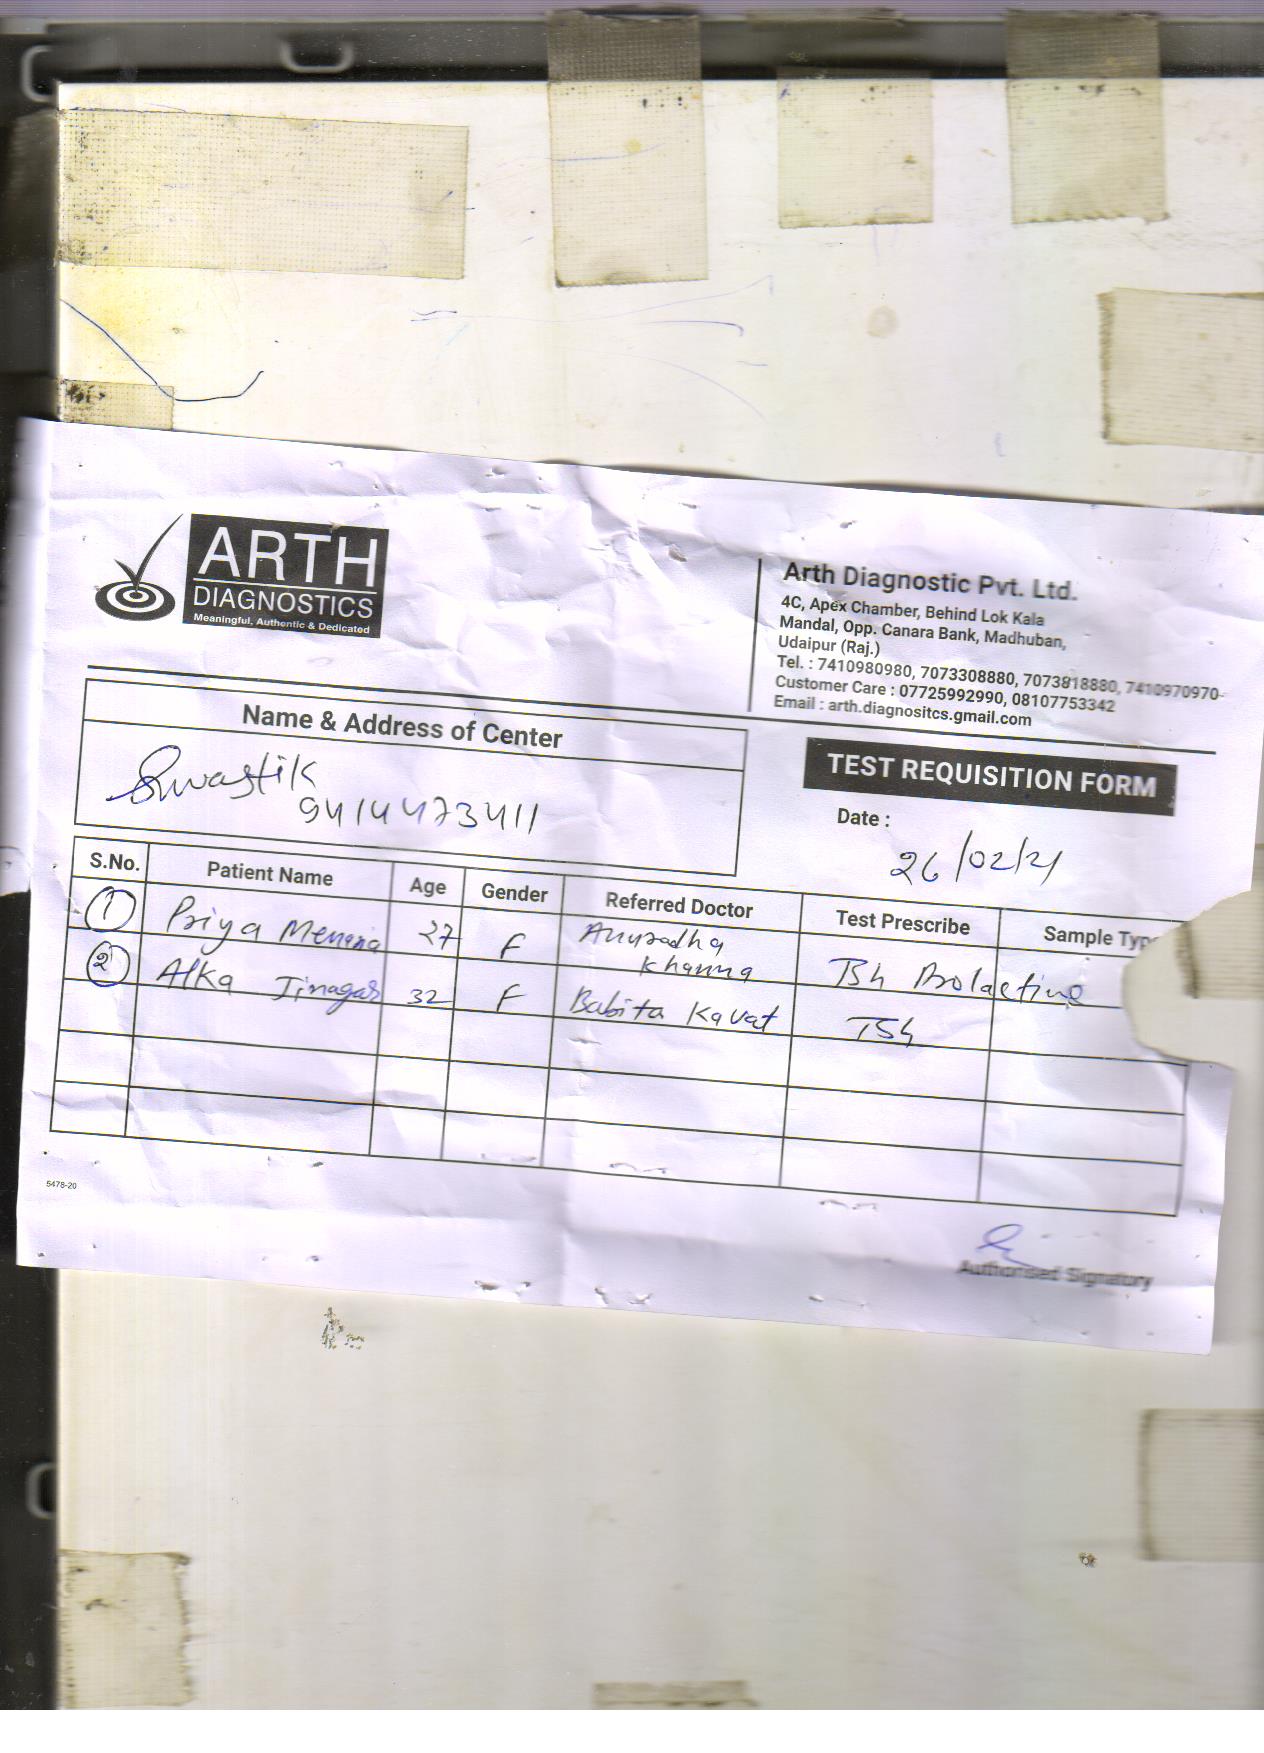 ARTH
DIAGNOSTICS
Meaningful, Authentic & Dedicated
Arth Diagnostic Pvt. Ltd.
4C, Apex Chamber, Behind Lok Kala
Mandal, Opp. Canara Bank, Madhuban,
Udaipur (Raj.)
Tel. : 7410980980, 7073308880, 7073818880, 7410970970
Customer Care : 07725992990, 08107753342
Email : arth.diagnositcs.gmail.com
Name & Address of Center
Swastik
9414473411
TEST REQUISITION FORM
Date :
26/02/21
S.No. Patient Name Age Gender Referred Doctor Test Prescribe Sample Type
1 Priya Menaria 27 F Anuradha Khanna Tsh Prolactine
2 Alka Jinagar 32 F Babita Kavat TSh
5478-20
Authorised Signatory